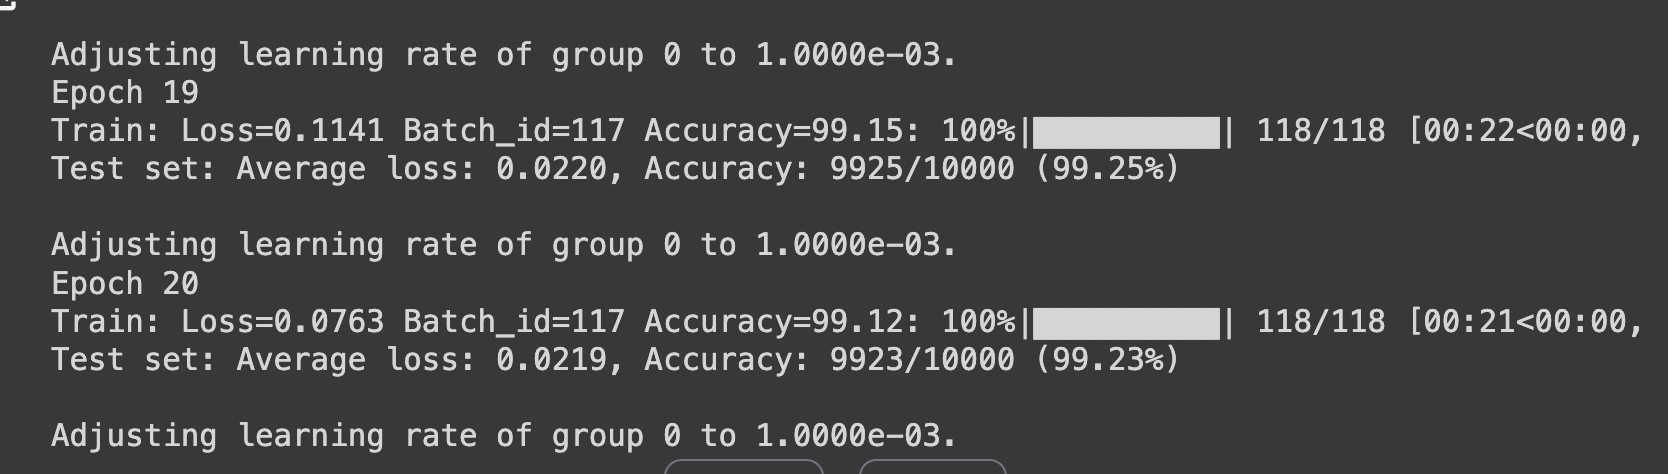 Adjusting learning rate of group 0 to 1.0000e-03.
Epoch 19
Train: Loss=0.1141 Batch_id=117 Accuracy=99.15: 100%|██████████| 118/118 [00:22<00:00,
Test set: Average loss: 0.0220, Accuracy: 9925/10000 (99.25%)
Adjusting learning rate of group 0 to 1.0000e-03.
Epoch 20
Train: Loss=0.0763 Batch_id=117 Accuracy=99.12: 100%|██████████| 118/118 [00:21<00:00,
Test set: Average loss: 0.0219, Accuracy: 9923/10000 (99.23%)
Adjusting learning rate of group 0 to 1.0000e-03.